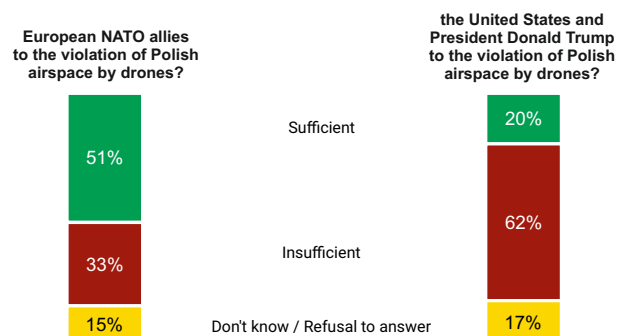 European NATO allies
to the violation of Polish
airspace by drones?
the United States and
President Donald Trump
to the violation of Polish
airspace by drones?
51%
33%
15%
Sufficient
Insufficient
Don't know / Refusal to answer
20%
62%
17%